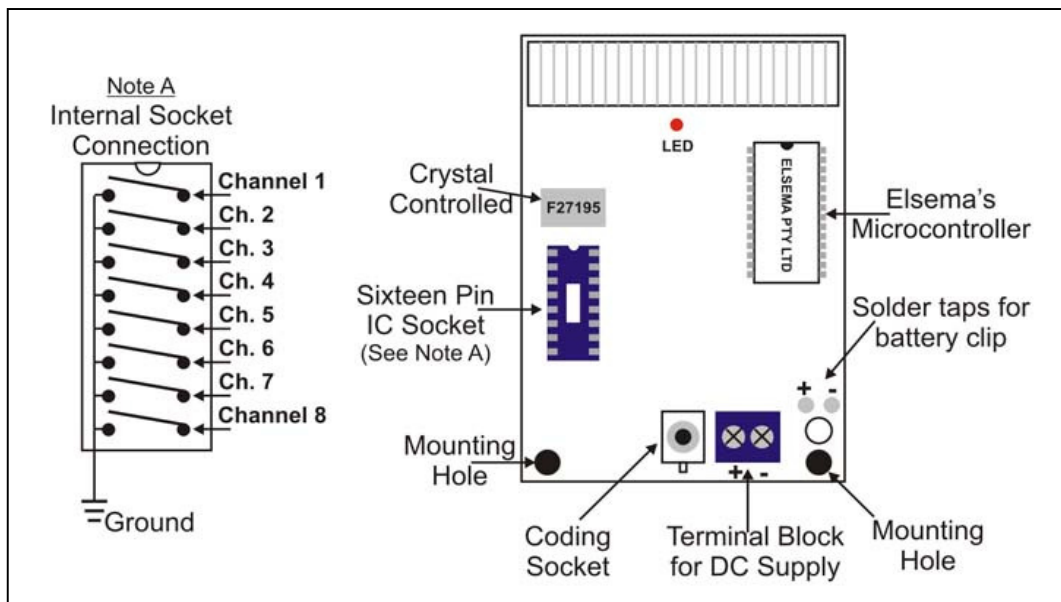 Note A
Internal Socket
Connection
Channel 1
Ch. 2
Ch. 3
Ch. 4
Ch. 5
Ch. 6
Ch. 7
Channel 8
Ground
LED
Crystal
Controlled
F27195
ELSEMA PTY LTD
Elsema's
Microcontroller
Sixteen Pin
IC Socket
(See Note A)
Solder taps for
battery clip
+ -
Mounting
Hole
+ -
Coding
Socket
Terminal Block
for DC Supply
Mounting
Hole